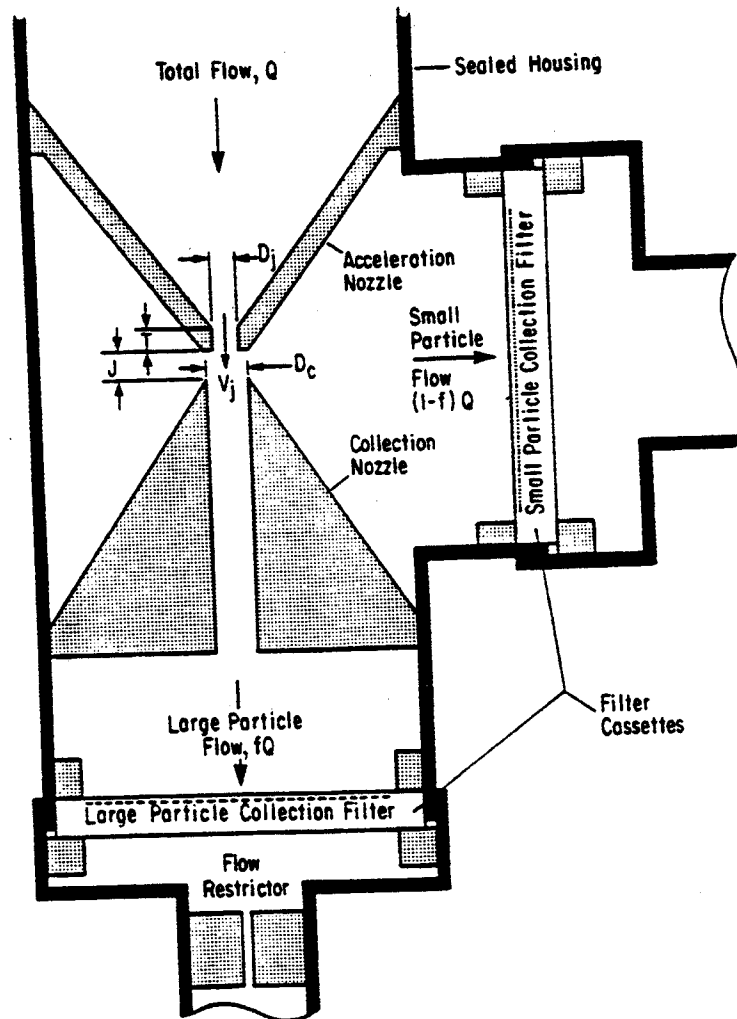 Total Flow, Q
Sealed Housing
Dj
Acceleration
Nozzle
Small Particle Collection Filter
Small
Particle
Flow
(1-f) Q
T
J
Vj
Dc
Collection
Nozzle
Large Particle
Flow, fQ
Filter
Cassettes
Large Particle Collection Filter
Flow
Restrictor